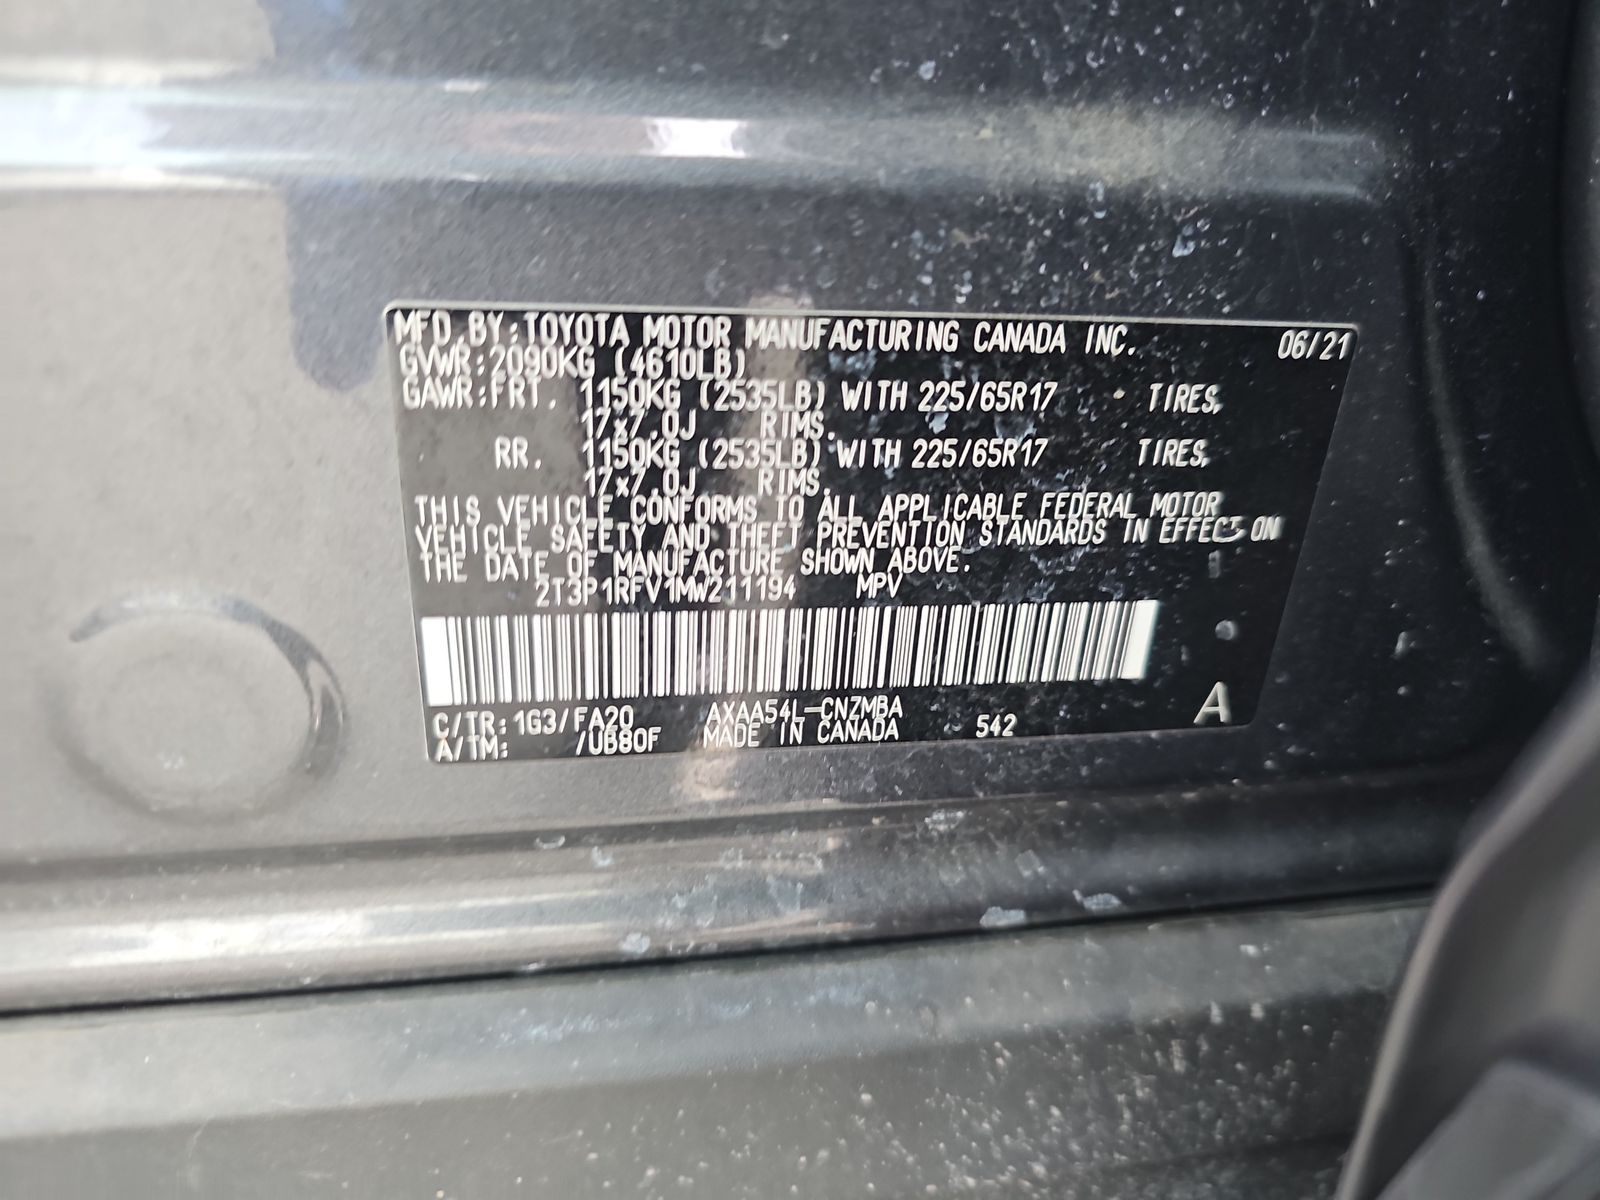 MFD.BY:TOYOTA MOTOR MANUFACTURING CANADA INC. 06/21
GVWR:2090KG (4610LB)
GAWR:FRT. 1150KG (2535LB) WITH 225/65R17 TIRES,
17x7.0J RIMS.
RR. 1150KG (2535LB) WITH 225/65R17 TIRES,
17x7.0J RIMS.
THIS VEHICLE CONFORMS TO ALL APPLICABLE FEDERAL MOTOR
VEHICLE SAFETY AND THEFT PREVENTION STANDARDS IN EFFECT ON
THE DATE OF MANUFACTURE SHOWN ABOVE.
2T3P1RFV1MW211194 MPV
C/TR:1G3/FA20 AXAA54L-CNZMBA
A/TM: /UB80F MADE IN CANADA 542 A